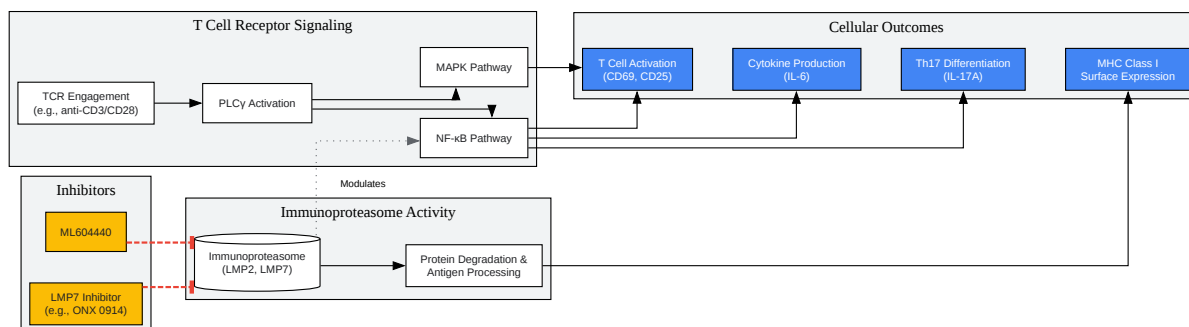 T Cell Receptor Signaling
TCR Engagement
(e.g., anti-CD3/CD28)
PLCγ Activation
MAPK Pathway
NF-κB Pathway
Cellular Outcomes
T Cell Activation
(CD69, CD25)
Cytokine Production
(IL-6)
Th17 Differentiation
(IL-17A)
MHC Class I
Surface Expression
Modulates
Inhibitors
ML604440
LMP7 Inhibitor
(e.g., ONX 0914)
Immunoproteasome Activity
Immunoproteasome
(LMP2, LMP7)
Protein Degradation &
Antigen Processing